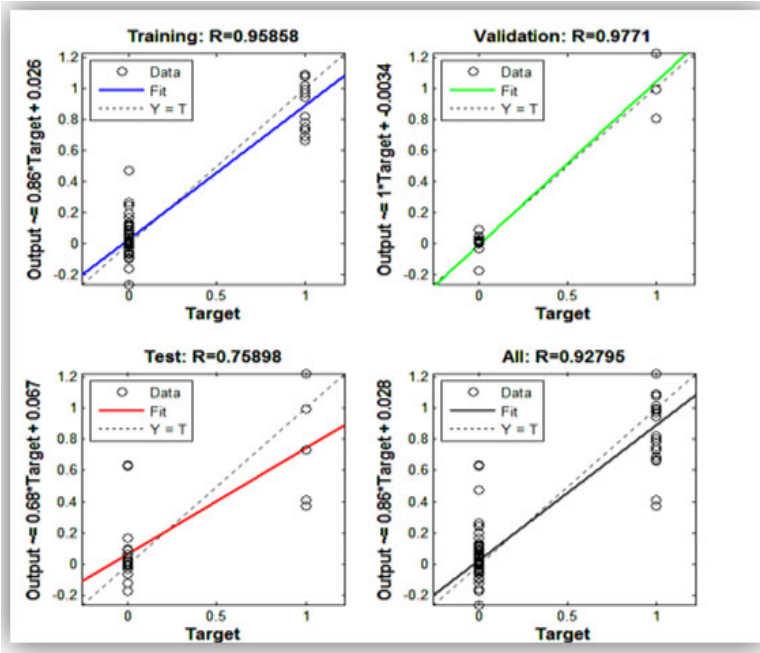 Training: R=0.95858
Output ~= 0.86*Target + 0.026
1.2
1
0.8
0.6
0.4
0.2
0
-0.2
Data
Fit
Y = T
0
0.5
1
Target
Validation: R=0.9771
Output ~= 1*Target + -0.0034
1.2
1
0.8
0.6
0.4
0.2
0
-0.2
Data
Fit
Y = T
0
0.5
1
Target
Test: R=0.75898
Output ~= 0.68*Target + 0.067
1.2
1
0.8
0.6
0.4
0.2
0
-0.2
Data
Fit
Y = T
0
0.5
1
Target
All: R=0.92795
Output ~= 0.86*Target + 0.028
1.2
1
0.8
0.6
0.4
0.2
0
-0.2
Data
Fit
Y = T
0
0.5
1
Target